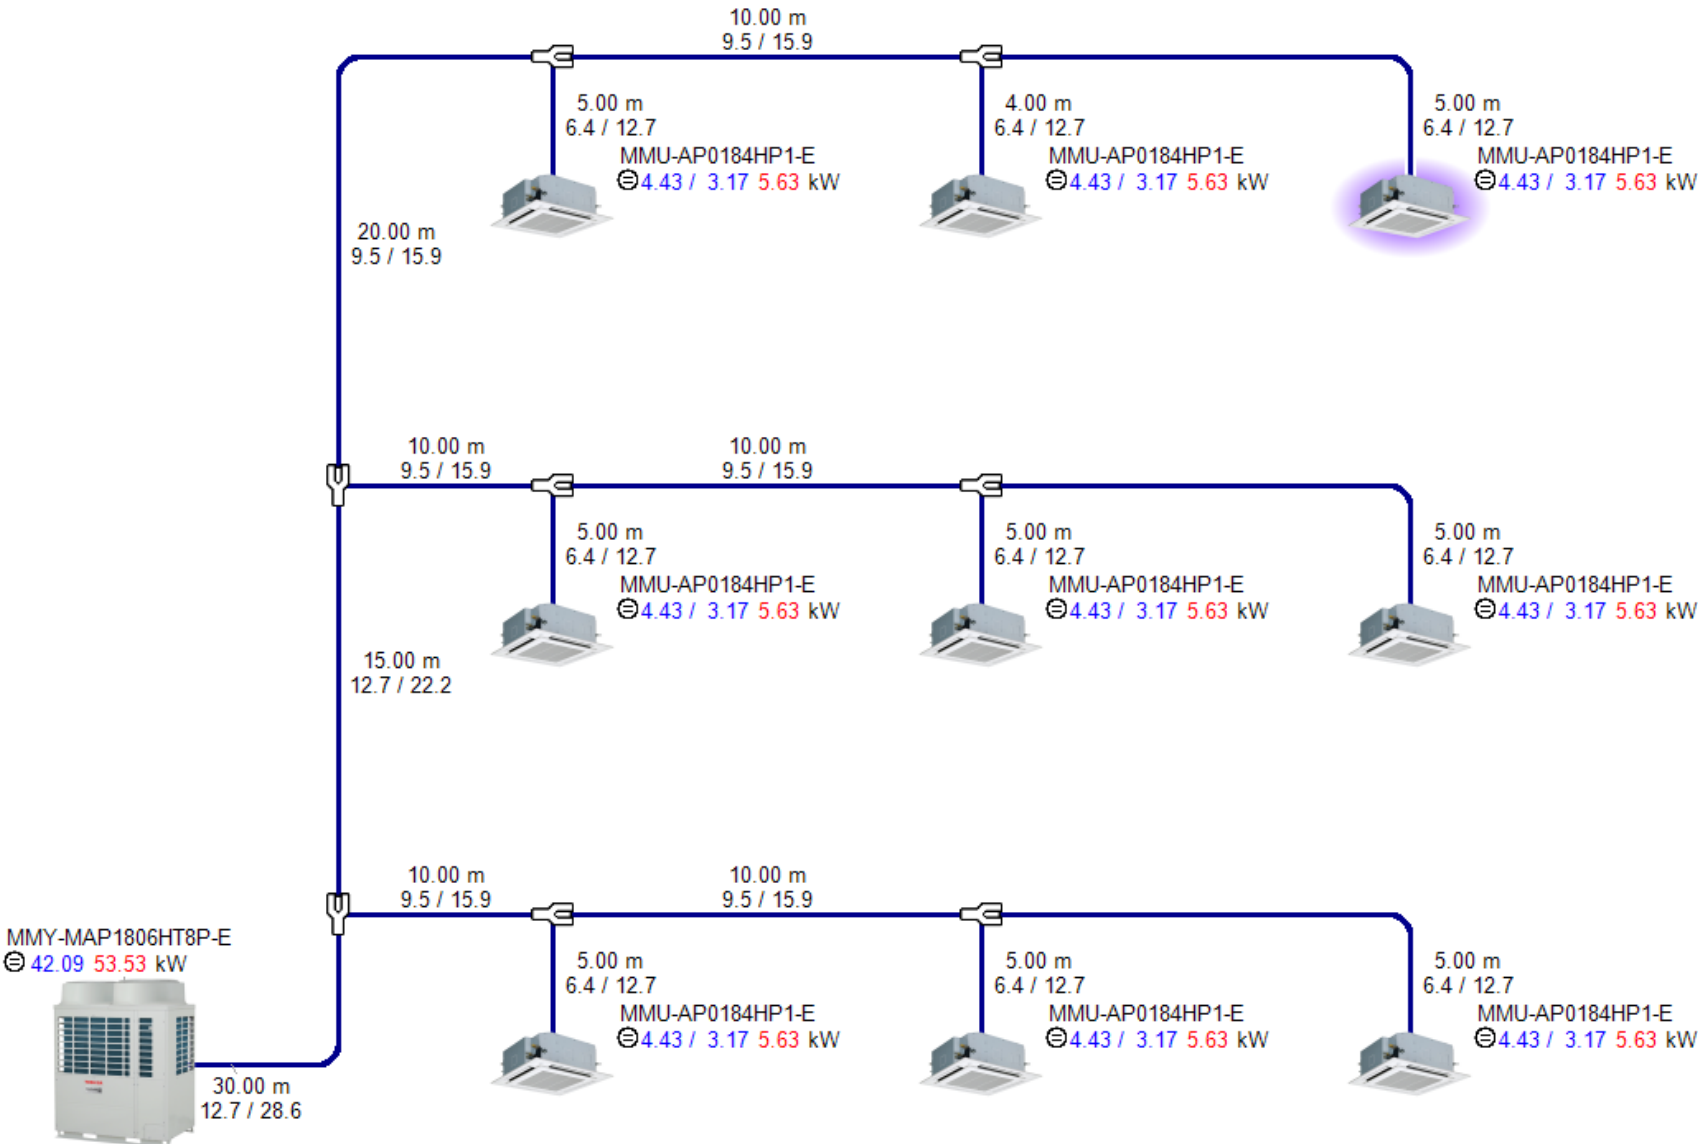 10.00 m
9.5 / 15.9
5.00 m
6.4 / 12.7
MMU-AP0184HP1-E
4.43 / 3.17 5.63 kW
4.00 m
6.4 / 12.7
MMU-AP0184HP1-E
4.43 / 3.17 5.63 kW
5.00 m
6.4 / 12.7
MMU-AP0184HP1-E
4.43 / 3.17 5.63 kW
20.00 m
9.5 / 15.9
10.00 m
9.5 / 15.9
10.00 m
9.5 / 15.9
5.00 m
6.4 / 12.7
MMU-AP0184HP1-E
4.43 / 3.17 5.63 kW
5.00 m
6.4 / 12.7
MMU-AP0184HP1-E
4.43 / 3.17 5.63 kW
5.00 m
6.4 / 12.7
MMU-AP0184HP1-E
4.43 / 3.17 5.63 kW
15.00 m
12.7 / 22.2
10.00 m
9.5 / 15.9
10.00 m
9.5 / 15.9
MMY-MAP1806HT8P-E
42.09 53.53 kW
5.00 m
6.4 / 12.7
MMU-AP0184HP1-E
4.43 / 3.17 5.63 kW
5.00 m
6.4 / 12.7
MMU-AP0184HP1-E
4.43 / 3.17 5.63 kW
5.00 m
6.4 / 12.7
MMU-AP0184HP1-E
4.43 / 3.17 5.63 kW
30.00 m
12.7 / 28.6